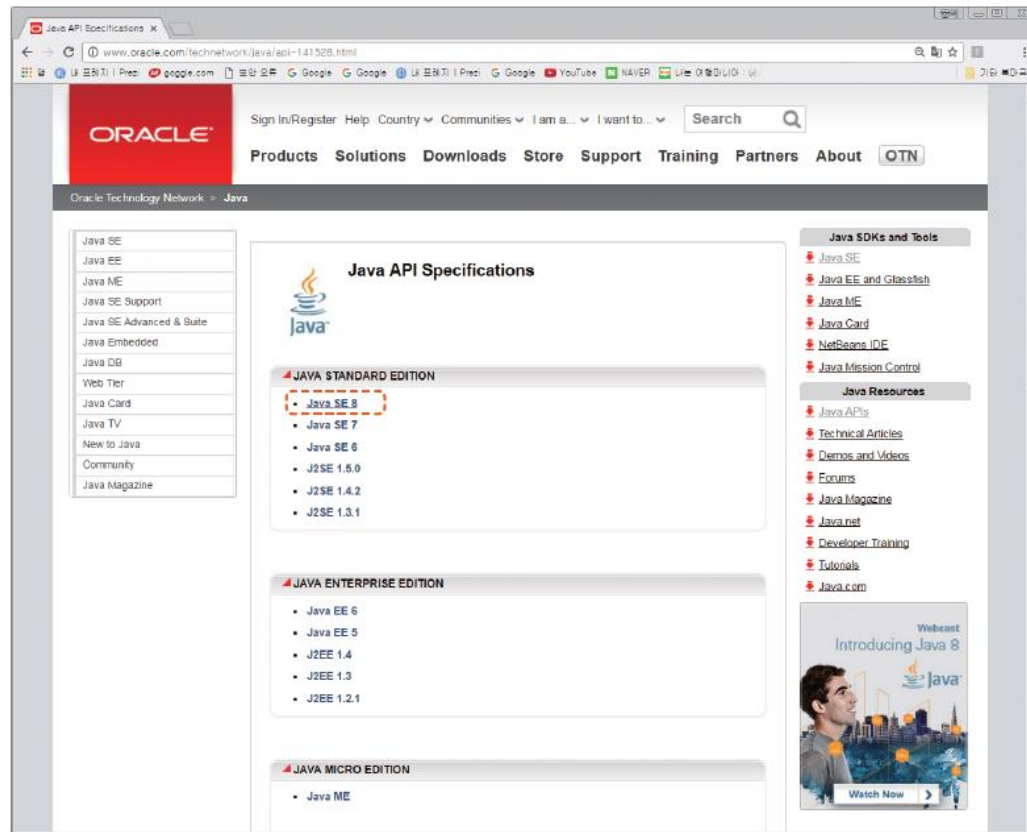 Java API Specifications
www.oracle.com/technetwork/java/api-141528.html
goggle.com
Google
Google
Google
YouTube
NAVER
ORACLE
Sign In/Register Help Country Communities I am a... I want to... Search
Products Solutions Downloads Store Support Training Partners About OTN
Oracle Technology Network > Java
Java SE
Java EE
Java ME
Java SE Support
Java SE Advanced & Suite
Java Embedded
Java DB
Web Tier
Java Card
Java TV
New to Java
Community
Java Magazine
Java API Specifications
Java
JAVA STANDARD EDITION
Java SE 8
Java SE 7
Java SE 6
J2SE 1.5.0
J2SE 1.4.2
J2SE 1.3.1
JAVA ENTERPRISE EDITION
Java EE 6
Java EE 5
J2EE 1.4
J2EE 1.3
J2EE 1.2.1
JAVA MICRO EDITION
Java ME
Java SDKs and Tools
Java SE
Java EE and Glassfish
Java ME
Java Card
NetBeans IDE
Java Mission Control
Java Resources
Java APIs
Technical Articles
Demos and Videos
Forums
Java Magazine
Java.net
Developer Training
Tutorials
Java.com
Webcast
Introducing Java 8
Java
Watch Now